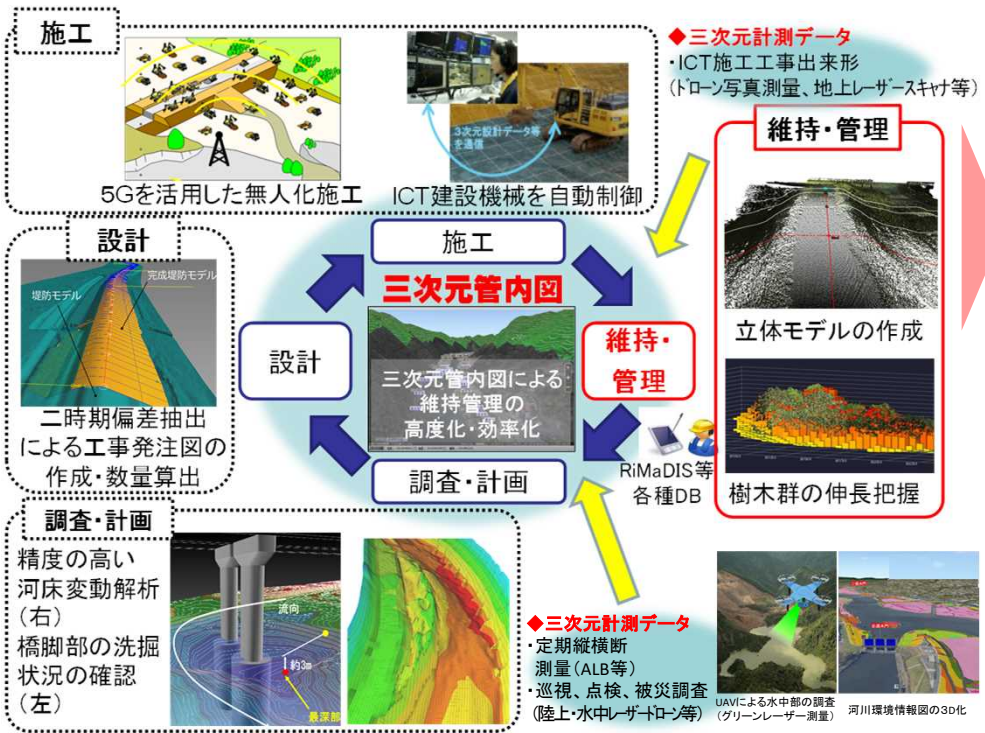 施工
5Gを活用した無人化施工
3次元設計データ等
を通信
ICT建設機械を自動制御
◆三次元計測データ
・ICT施工工事出来形
(ドローン写真測量、地上レーザースキャナ等)
維持・管理
立体モデルの作成
樹木群の伸長把握
設計
堤防モデル
完成堤防モデル
二時期偏差抽出
による工事発注図の
作成・数量算出
施工
三次元管内図
設計
三次元管内図による
維持管理の
高度化・効率化
維持・
管理
調査・計画
RiMaDIS等
各種DB
調査・計画
精度の高い
河床変動解析
(右)
橋脚部の洗掘
状況の確認
(左)
流向
約3m
最深部
◆三次元計測データ
・定期縦横断
測量(ALB等)
・巡視、点検、被災調査
(陸上・水中レーザードローン等)
UAVによる水中部の調査
(グリーンレーザー測量)
河川環境情報図の3D化